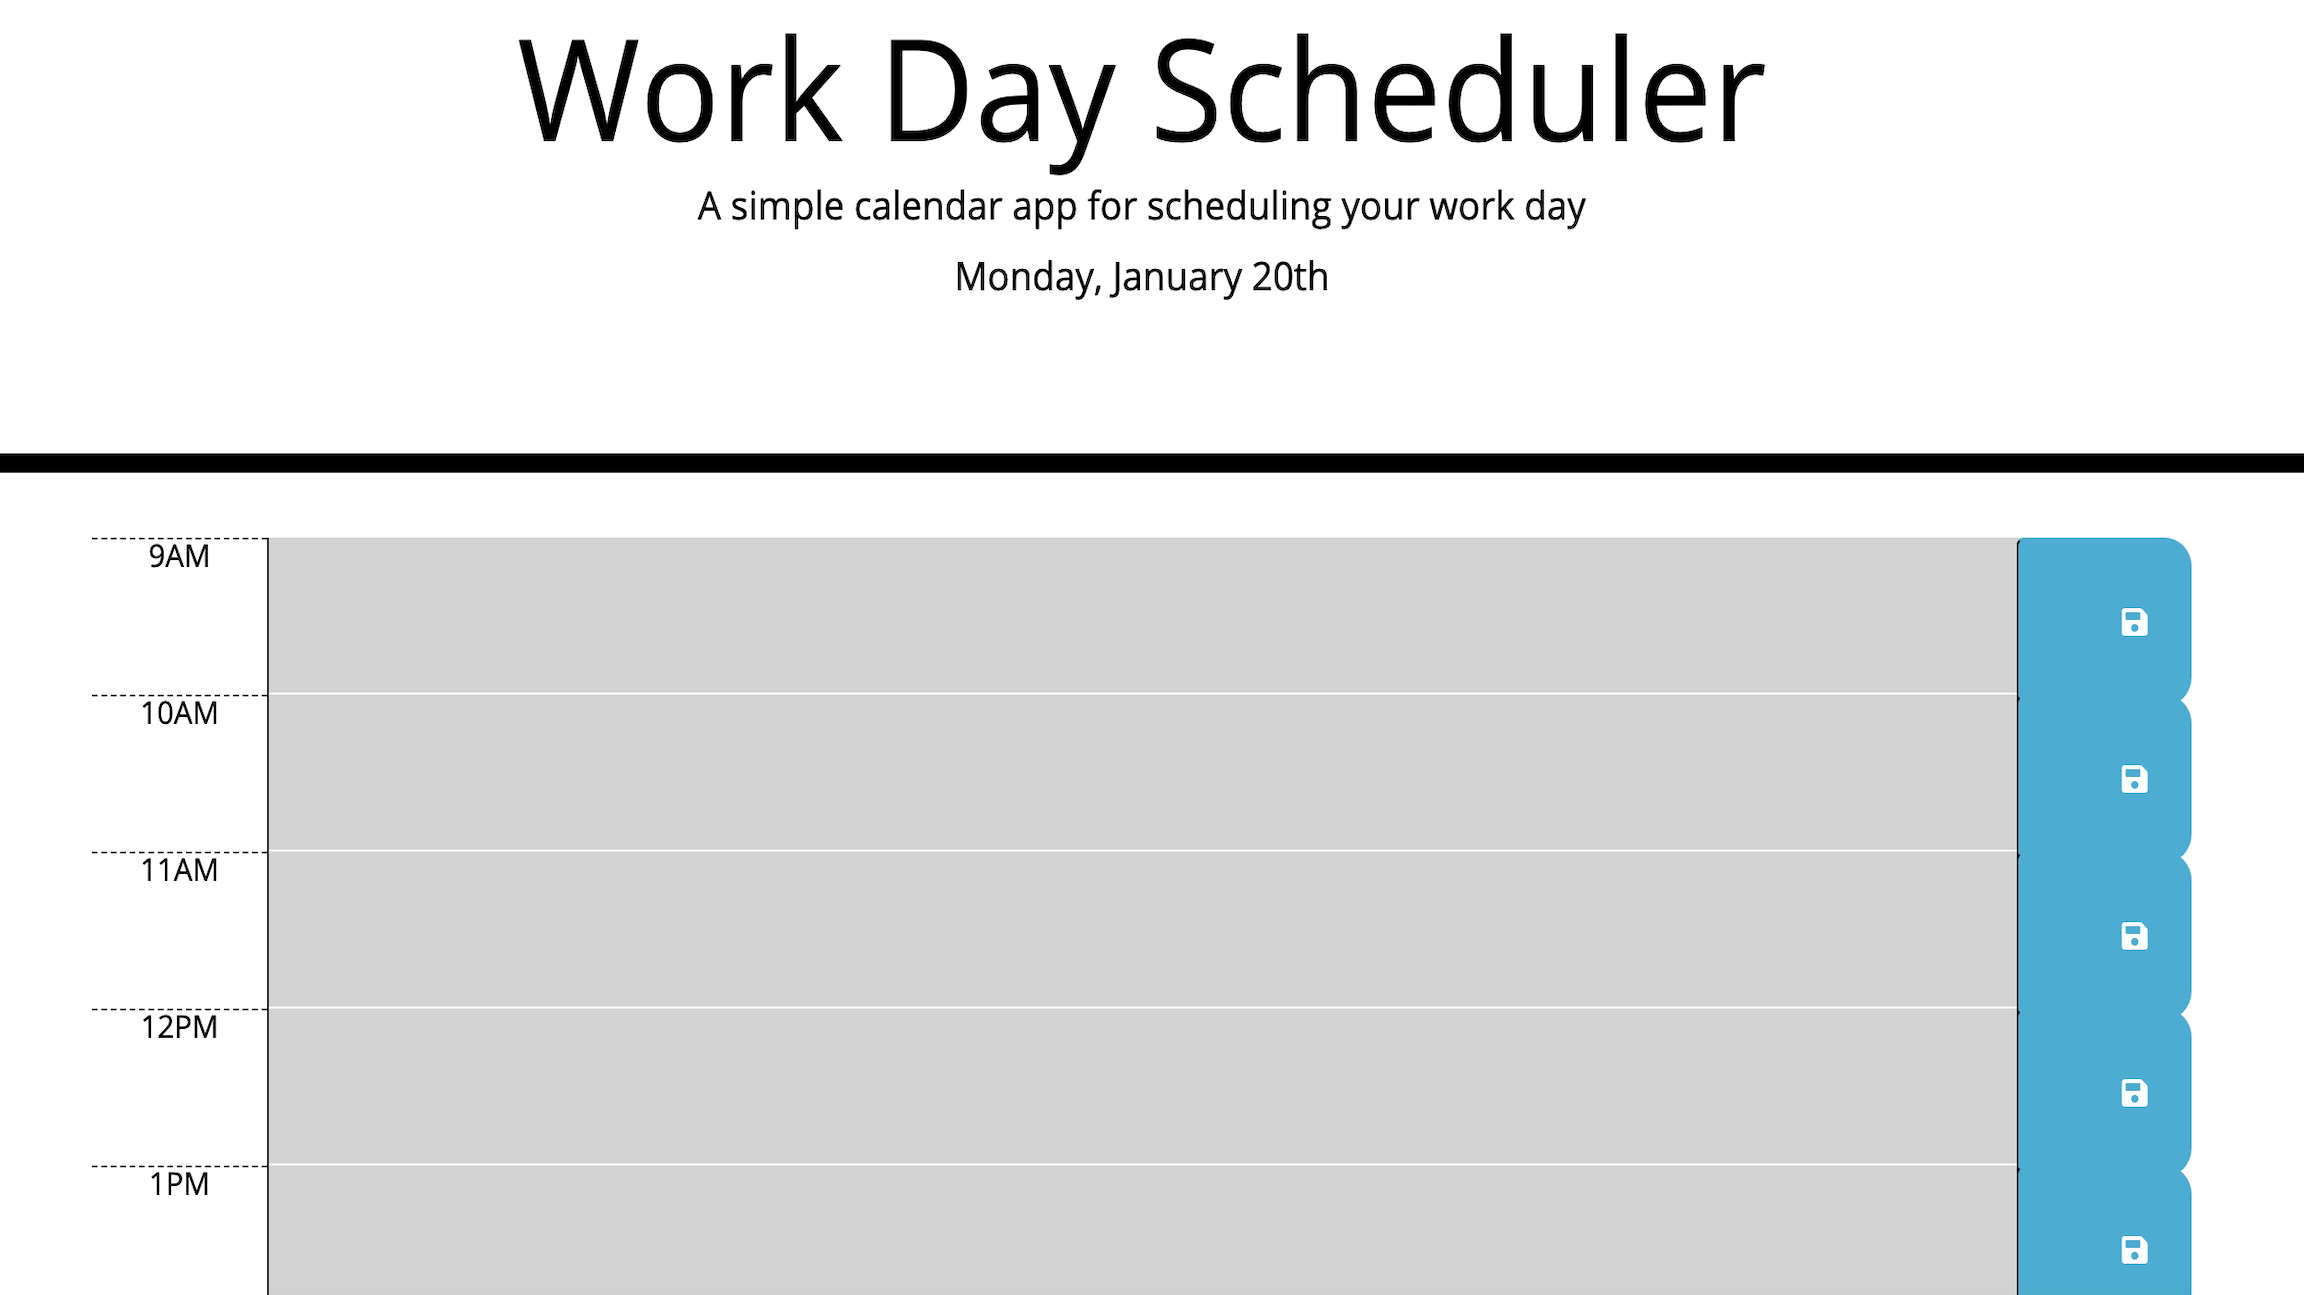 Work Day Scheduler
A simple calendar app for scheduling your work day
Monday, January 20th
9AM
10AM
11AM
12PM
1PM